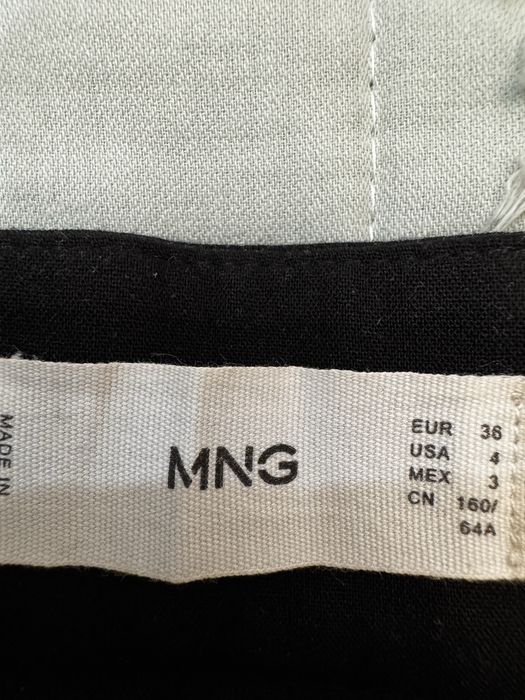 MADE IN
MNG
EUR 36
USA 4
MEX 3
CN 160/
64A